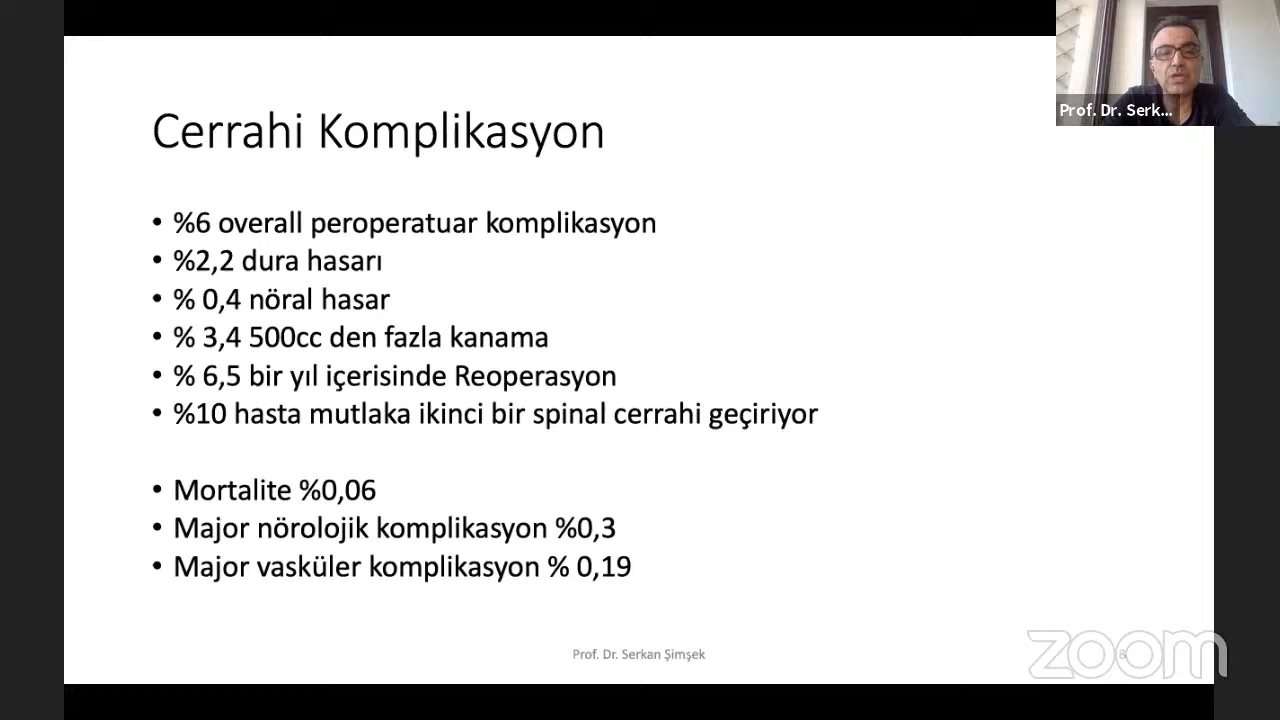 Prof. Dr. Serk...
Cerrahi Komplikasyon
• %6 overall peroperatuar komplikasyon
• %2,2 dura hasarı
• % 0,4 nöral hasar
• % 3,4 500cc den fazla kanama
• % 6,5 bir yıl içerisinde Reoperasyon
• %10 hasta mutlaka ikinci bir spinal cerrahi geçiriyor
• Mortalite %0,06
• Major nörolojik komplikasyon %0,3
• Major vasküler komplikasyon % 0,19
Prof. Dr. Serkan Şimşek
zoom